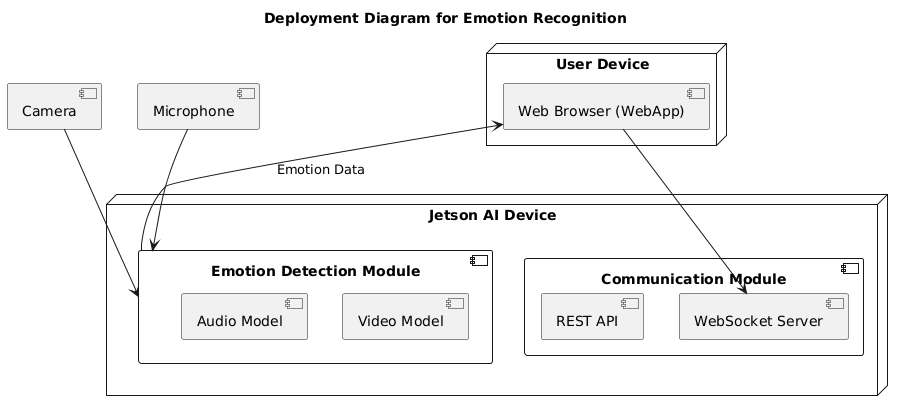 Deployment Diagram for Emotion Recognition
User Device
Camera
Microphone
Web Browser (WebApp)
Emotion Data
Jetson AI Device
Emotion Detection Module
Communication Module
Audio Model
Video Model
REST API
WebSocket Server